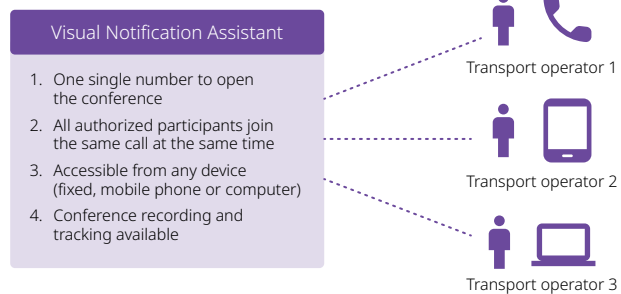 Visual Notification Assistant
1. One single number to open
the conference
2. All authorized participants join
the same call at the same time
3. Accessible from any device
(fixed, mobile phone or computer)
4. Conference recording and
tracking available
Transport operator 1
Transport operator 2
Transport operator 3